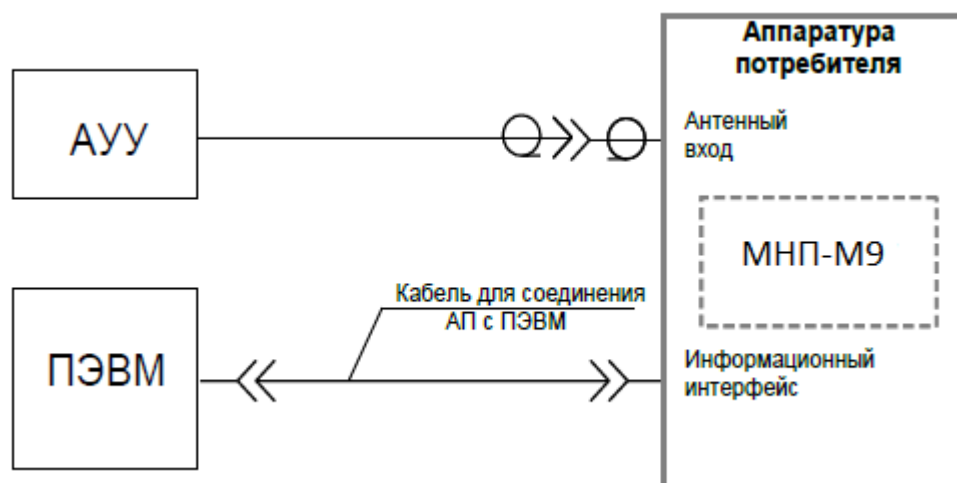 Аппаратура
потребителя
АУУ
Антенный
вход
МНП-М9
Кабель для соединения
АП с ПЭВМ
ПЭВМ
Информационный
интерфейс